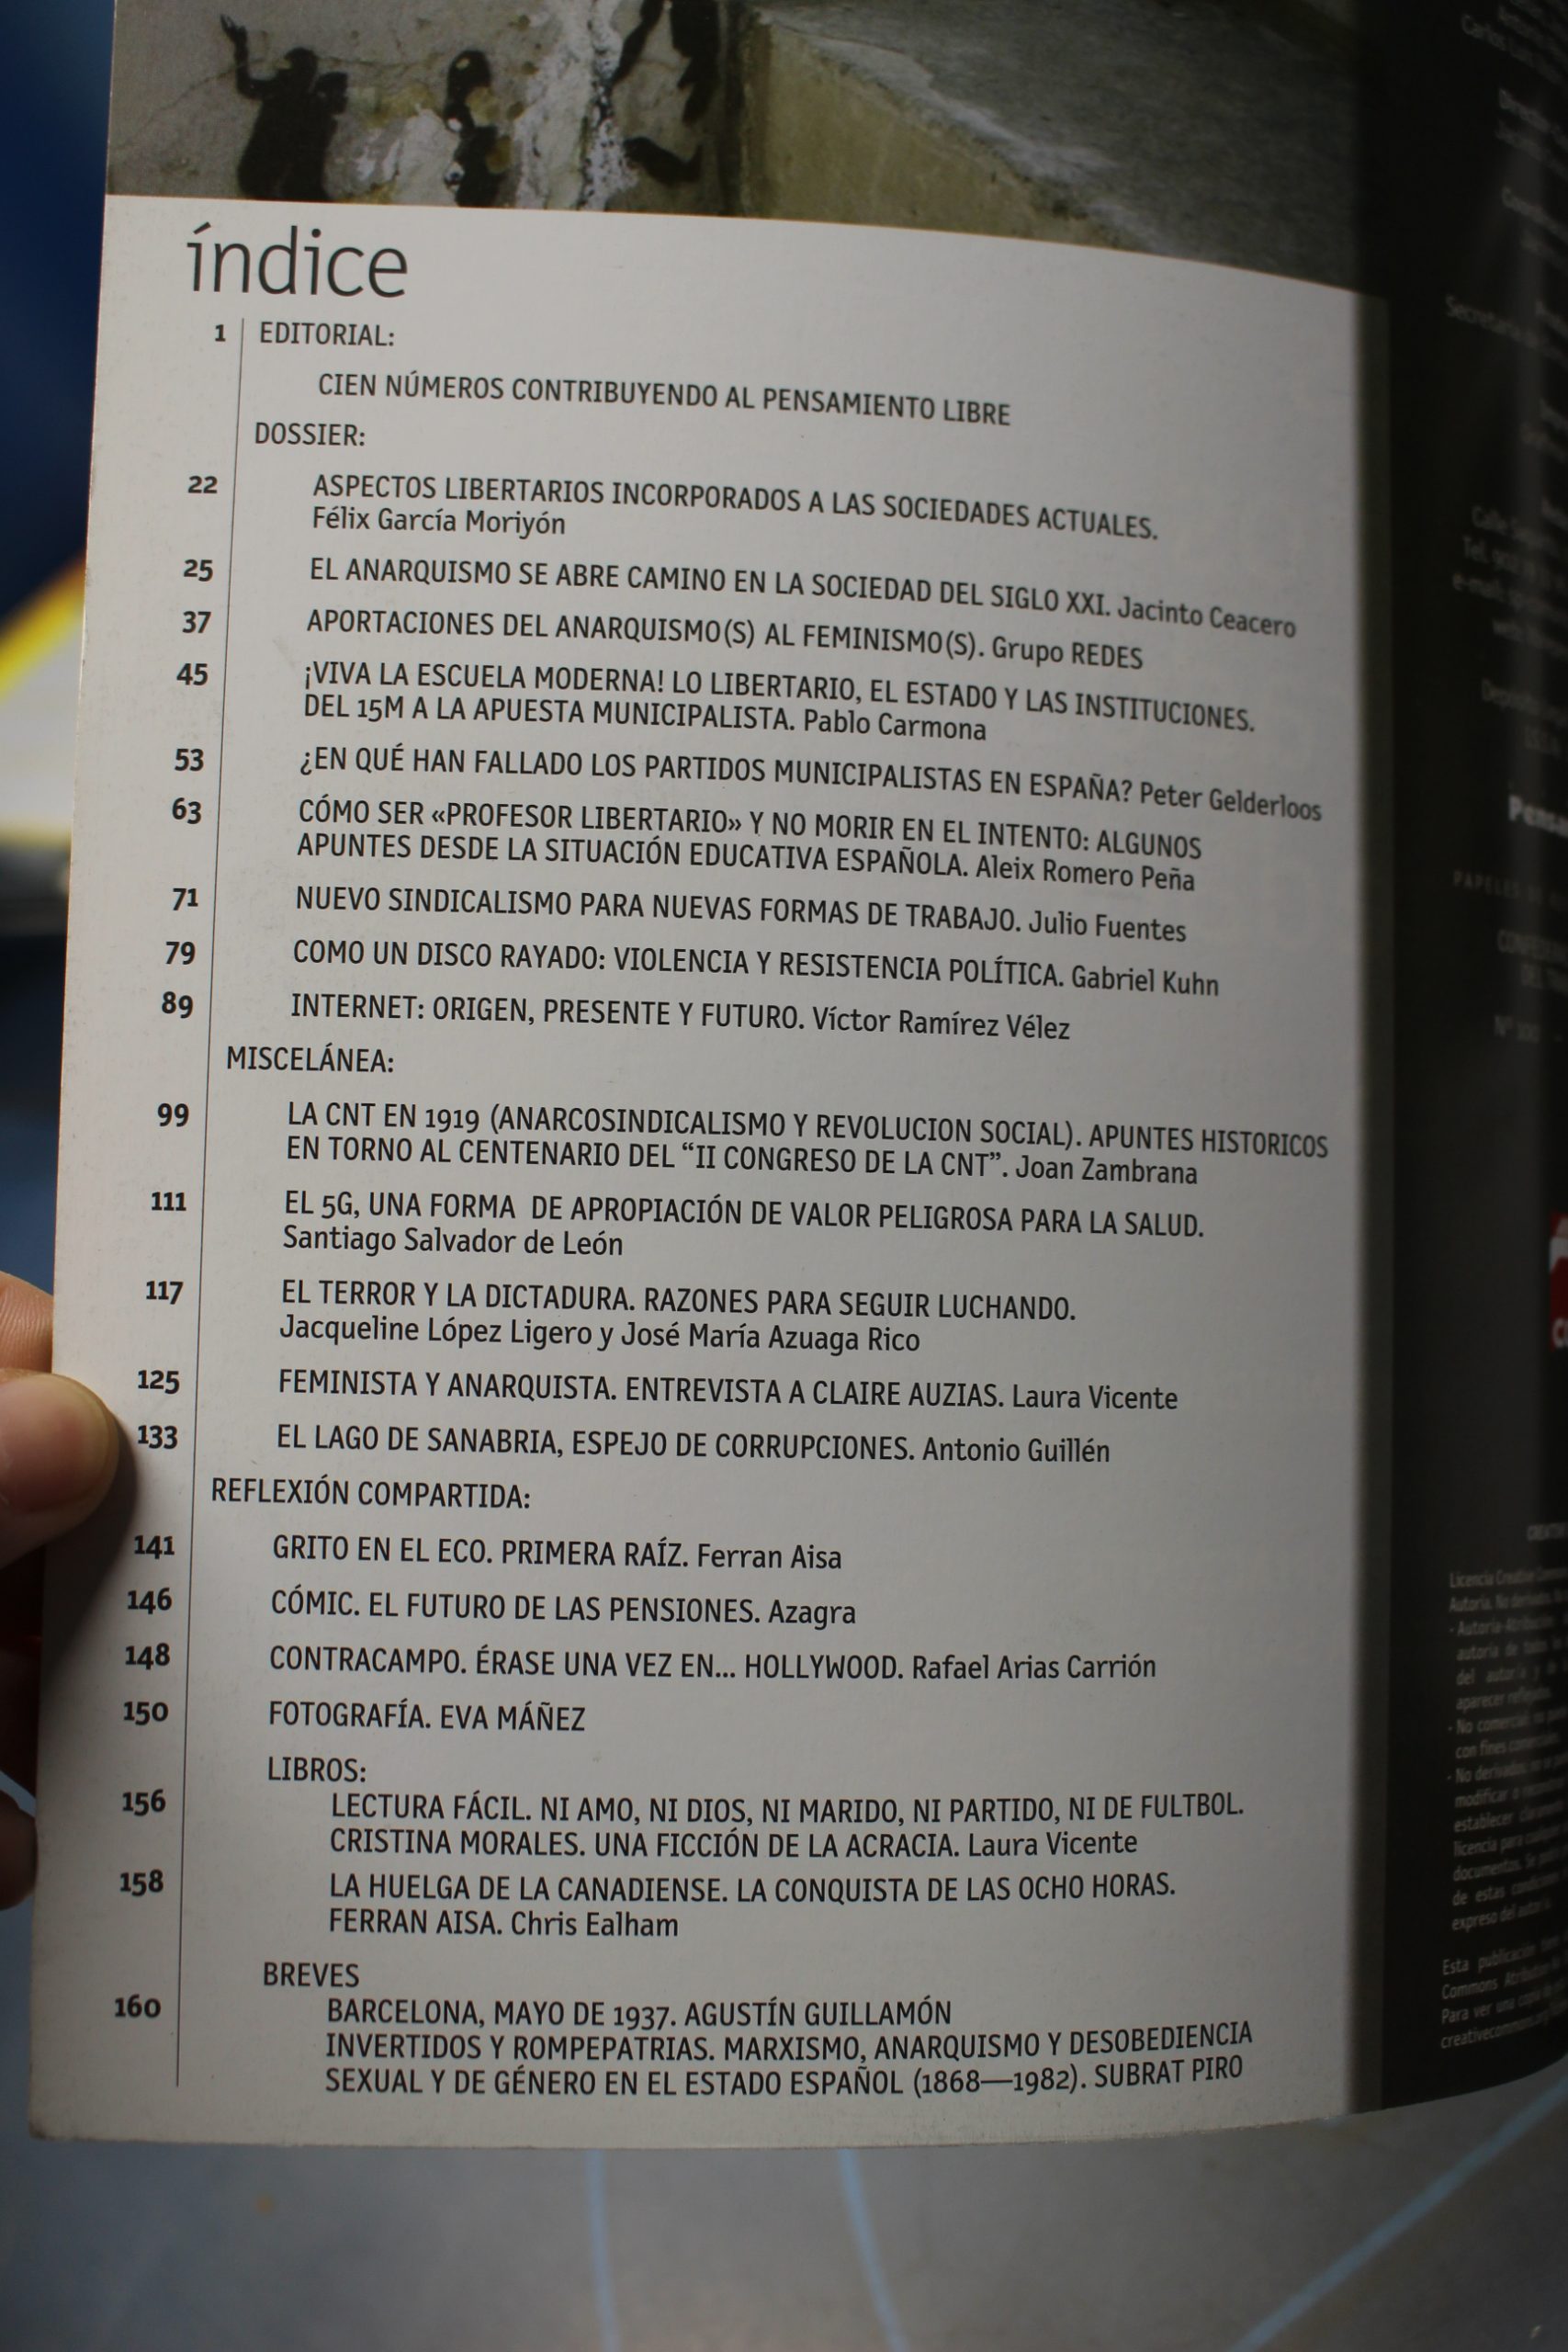 índice
1 EDITORIAL:
CIEN NÚMEROS CONTRIBUYENDO AL PENSAMIENTO LIBRE
DOSSIER:
22 ASPECTOS LIBERTARIOS INCORPORADOS A LAS SOCIEDADES ACTUALES.
Félix García Moriyón
25 EL ANARQUISMO SE ABRE CAMINO EN LA SOCIEDAD DEL SIGLO XXI. Jacinto Ceacero
37 APORTACIONES DEL ANARQUISMO(S) AL FEMINISMO(S). Grupo REDES
45 ¡VIVA LA ESCUELA MODERNA! LO LIBERTARIO, EL ESTADO Y LAS INSTITUCIONES.
DEL 15M A LA APUESTA MUNICIPALISTA. Pablo Carmona
53 ¿EN QUÉ HAN FALLADO LOS PARTIDOS MUNICIPALISTAS EN ESPAÑA? Peter Gelderloos
63 CÓMO SER «PROFESOR LIBERTARIO» Y NO MORIR EN EL INTENTO: ALGUNOS
APUNTES DESDE LA SITUACIÓN EDUCATIVA ESPAÑOLA. Aleix Romero Peña
71 NUEVO SINDICALISMO PARA NUEVAS FORMAS DE TRABAJO. Julio Fuentes
79 COMO UN DISCO RAYADO: VIOLENCIA Y RESISTENCIA POLÍTICA. Gabriel Kuhn
89 INTERNET: ORIGEN, PRESENTE Y FUTURO. Víctor Ramírez Vélez
MISCELÁNEA:
99 LA CNT EN 1919 (ANARCOSINDICALISMO Y REVOLUCION SOCIAL). APUNTES HISTORICOS
EN TORNO AL CENTENARIO DEL “II CONGRESO DE LA CNT”. Joan Zambrana
111 EL 5G, UNA FORMA DE APROPIACIÓN DE VALOR PELIGROSA PARA LA SALUD.
Santiago Salvador de León
117 EL TERROR Y LA DICTADURA. RAZONES PARA SEGUIR LUCHANDO.
Jacqueline López Ligero y José María Azuaga Rico
125 FEMINISTA Y ANARQUISTA. ENTREVISTA A CLAIRE AUZIAS. Laura Vicente
133 EL LAGO DE SANABRIA, ESPEJO DE CORRUPCIONES. Antonio Guillén
REFLEXIÓN COMPARTIDA:
141 GRITO EN EL ECO. PRIMERA RAÍZ. Ferran Aisa
146 CÓMIC. EL FUTURO DE LAS PENSIONES. Azagra
148 CONTRACAMPO. ÉRASE UNA VEZ EN... HOLLYWOOD. Rafael Arias Carrión
150 FOTOGRAFÍA. EVA MÁÑEZ
LIBROS:
156 LECTURA FÁCIL. NI AMO, NI DIOS, NI MARIDO, NI PARTIDO, NI DE FULTBOL.
CRISTINA MORALES. UNA FICCIÓN DE LA ACRACIA. Laura Vicente
158 LA HUELGA DE LA CANADIENSE. LA CONQUISTA DE LAS OCHO HORAS.
FERRAN AISA. Chris Ealham
BREVES
160 BARCELONA, MAYO DE 1937. AGUSTÍN GUILLAMÓN
INVERTIDOS Y ROMPEPATRIAS. MARXISMO, ANARQUISMO Y DESOBEDIENCIA
SEXUAL Y DE GÉNERO EN EL ESTADO ESPAÑOL (1868—1982). SUBRAT PIRO
Licencia Creative
Esta publicación
Para ver una copia